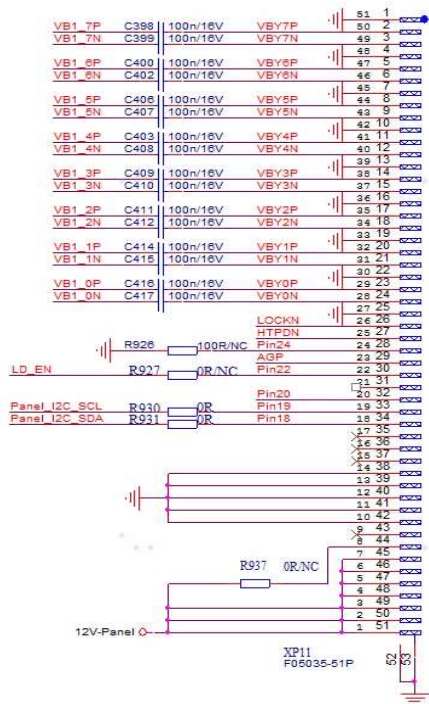 51 1
VB1_7P C398 100n/16V VBY7P 50 2
VB1_7N C399 100n/16V VBY7N 49 3
48 4
VB1_6P C400 100n/16V VBY6P 47 5
VB1_6N C402 100n/16V VBY6N 46 6
45 7
VB1_5P C406 100n/16V VBY5P 44 8
VB1_5N C407 100n/16V VBY5N 43 9
42 10
VB1_4P C403 100n/16V VBY4P 41 11
VB1_4N C408 100n/16V VBY4N 40 12
39 13
VB1_3P C409 100n/16V VBY3P 38 14
VB1_3N C410 100n/16V VBY3N 37 15
36 16
VB1_2P C411 100n/16V VBY2P 35 17
VB1_2N C412 100n/16V VBY2N 34 18
33 19
VB1_1P C414 100n/16V VBY1P 32 20
VB1_1N C415 100n/16V VBY1N 31 21
30 22
VB1_0P C416 100n/16V VBY0P 29 23
VB1_0N C417 100n/16V VBY0N 28 24
27 25
LOCKN 26 26
HTPDN 25 27
R926 100R/NC Pin24 24 28
AGP 23 29
LD_EN R927 0R/NC Pin22 22 30
21 31
Pin20 20 32
Panel_I2C_SCL R930 0R Pin19 19 33
Panel_I2C_SDA R931 0R Pin18 18 34
17 35
16 36
15 37
14 38
13 39
12 40
11 41
10 42
9 43
8 44
7 45
R937 0R/NC 6 46
5 47
4 48
3 49
2 50
12V-Panel 1 51
XP11
F05035-51P
52
53